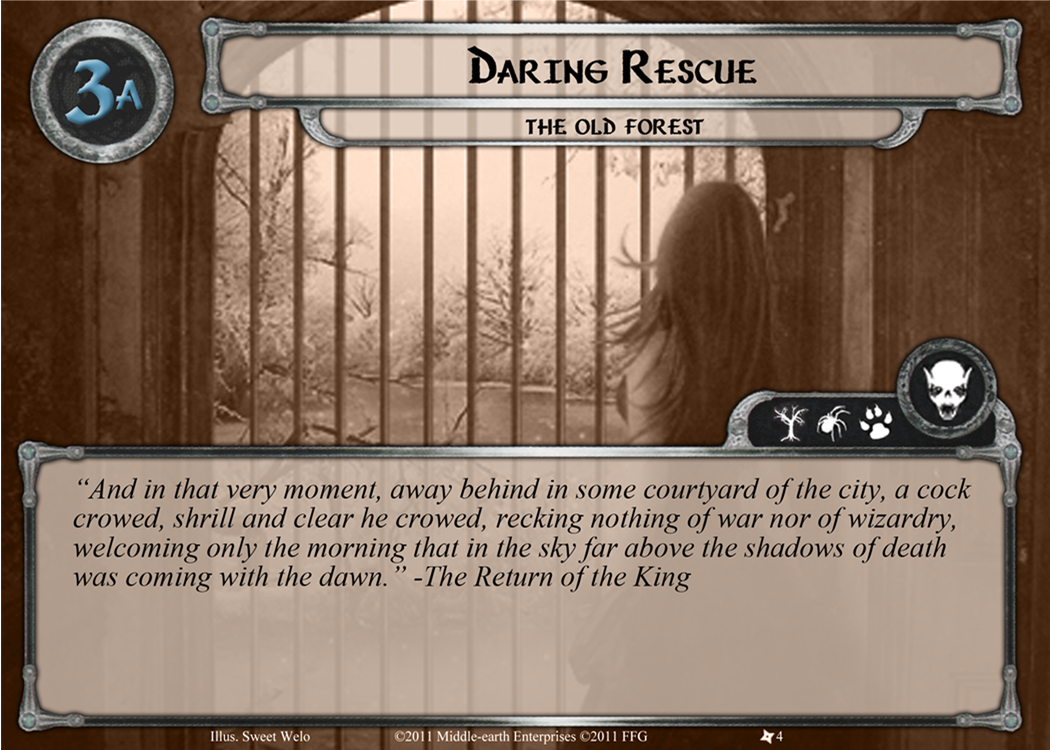 3A
DARING RESCUE
THE OLD FOREST
“And in that very moment, away behind in some courtyard of the city, a cock
crowed, shrill and clear he crowed, recking nothing of war nor of wizardry,
welcoming only the morning that in the sky far above the shadows of death
was coming with the dawn.” -The Return of the King
Illus. Sweet Welo
©2011 Middle-earth Enterprises ©2011 FFG
4